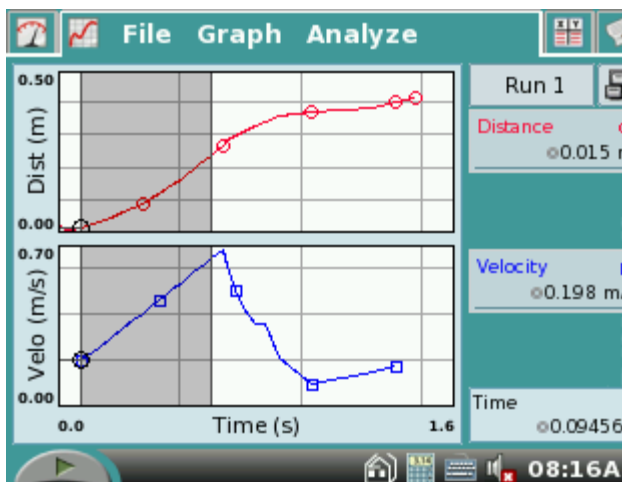 File Graph Analyze
X Y
0.50
Dist (m)
0.00
0.70
Velo (m/s)
0.00
0.0 Time (s) 1.6
Run 1
Distance
0.015
Velocity
0.198 m
Time
0.09456
08:16A